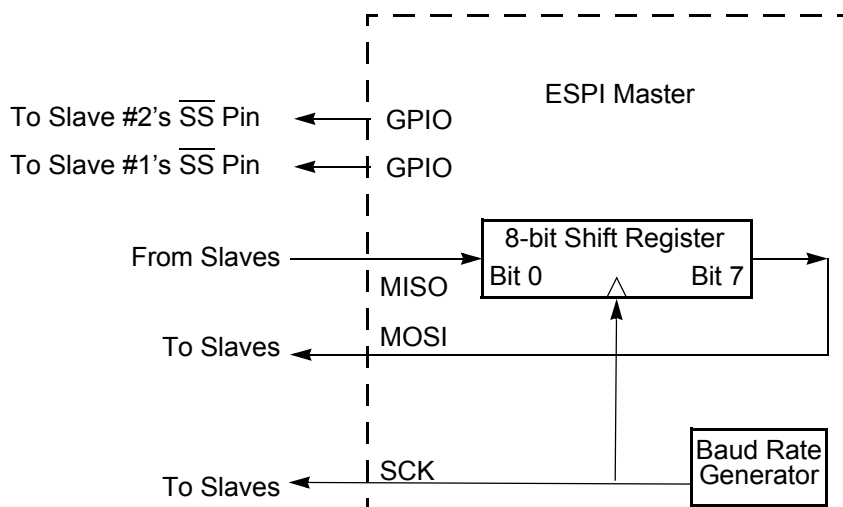 ESPI Master
To Slave #2’s SS Pin
GPIO
To Slave #1’s SS Pin
GPIO
8-bit Shift Register
From Slaves
Bit 0
Bit 7
MISO
MOSI
To Slaves
Baud Rate
Generator
SCK
To Slaves